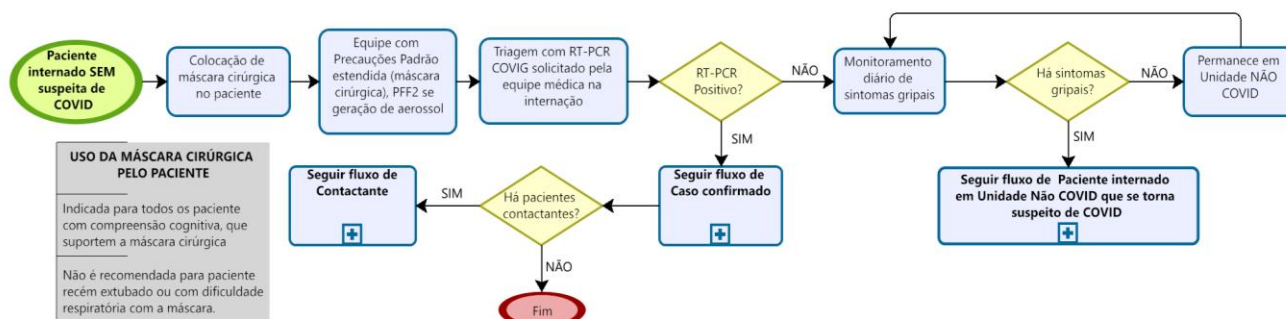 Paciente
internado SEM
suspeita de
COVID
Colocação de
máscara cirúrgica
no paciente
Equipe com
Precauções Padrão
estendida (máscara
cirúrgica), PFF2 se
geração de aerossol
Triagem com RT-PCR
COVIG solicitado pela
equipe médica na
internação
RT-PCR
Positivo?
NÃO
Monitoramento
diário de
sintomas gripais
Há sintomas
gripais?
NÃO
Permanece em
Unidade NÃO
COVID
SIM
SIM
Seguir fluxo de
Caso confirmado
Há pacientes
contactantes?
SIM
Seguir fluxo de
Contactante
NÃO
Fim
Seguir fluxo de Paciente internado
em Unidade Não COVID que se torna
suspeito de COVID
USO DA MÁSCARA CIRÚRGICA
PELO PACIENTE
Indicada para todos os paciente
com compreensão cognitiva, que
suportem a máscara cirúrgica
Não é recomendada para paciente
recém extubado ou com dificuldade
respiratória com a máscara.